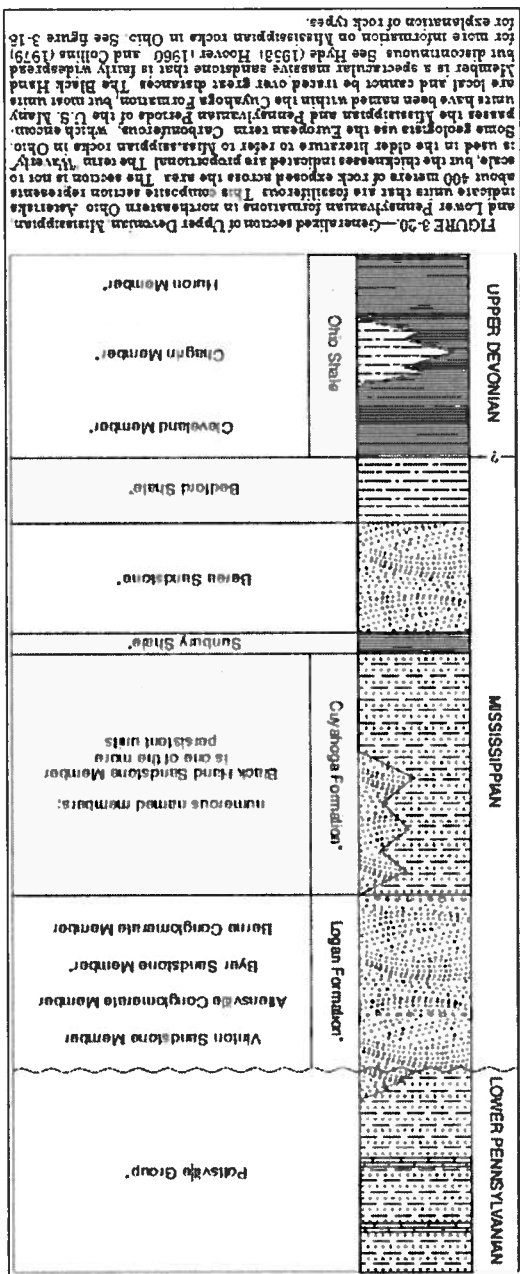 LOWER PENNSYLVANIAN
Pottsville Group*
MISSISSIPPIAN
Logan Formation*
Vinton Sandstone Member
Allensville Conglomerate Member
Byer Sandstone Member*
Berne Conglomerate Member
Cuyahoga Formation*
numerous named members;
Black Hand Sandstone Member
is one of the more
persistent units
Sunbury Shale*
Berea Sandstone*
Bedford Shale*
?
UPPER DEVONIAN
Ohio Shale
Cleveland Member*
Chagrin Member*
Huron Member*
FIGURE 3-20.—Generalized section of Upper Devonian, Mississippian,
and Lower Pennsylvanian formations in northeastern Ohio. Asterisks
indicate units that are fossiliferous. This composite section represents
about 400 meters of rock exposed across the area. The section is not to
scale, but the thicknesses indicated are proportional. The term "Waverly"
is used in the older literature to refer to Mississippian rocks in Ohio.
Some geologists use the European term Carboniferous, which encom-
passes the Mississippian and Pennsylvanian Periods of the U.S. Many
units have been named within the Cuyahoga Formation, but most units
are local and cannot be traced over great distances. The Black Hand
Member is a spectacular massive sandstone that is fairly widespread
but discontinuous. See Hyde (1953), Hoover (1960), and Collins (1979)
for more information on Mississippian rocks in Ohio. See figure 3-16
for explanation of rock types.